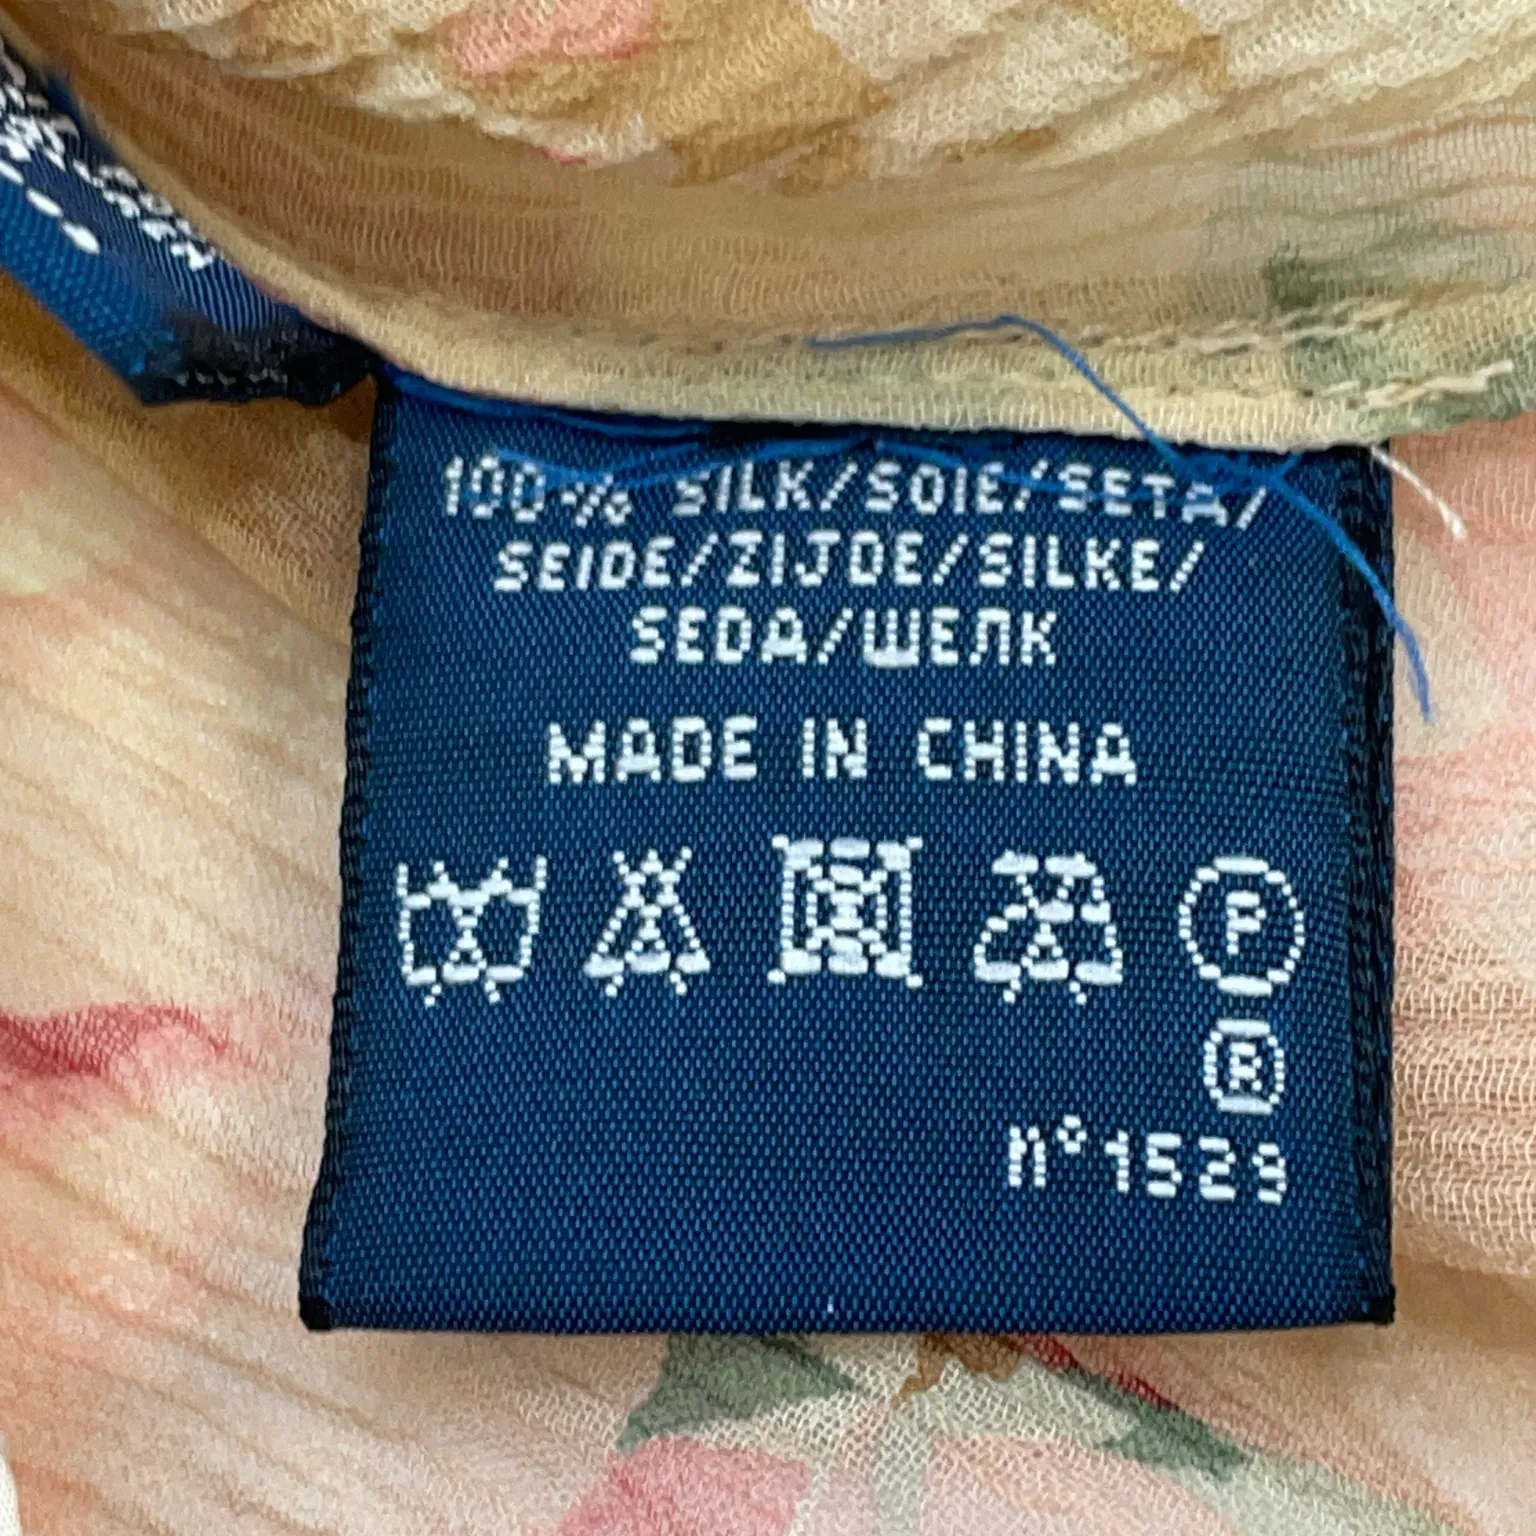 100% SILK/SOIE/SETA/
SEIDE/ZIJDE/SILKE/
SEDA/ШЕЛК
MADE IN CHINA
P
R
n°1529